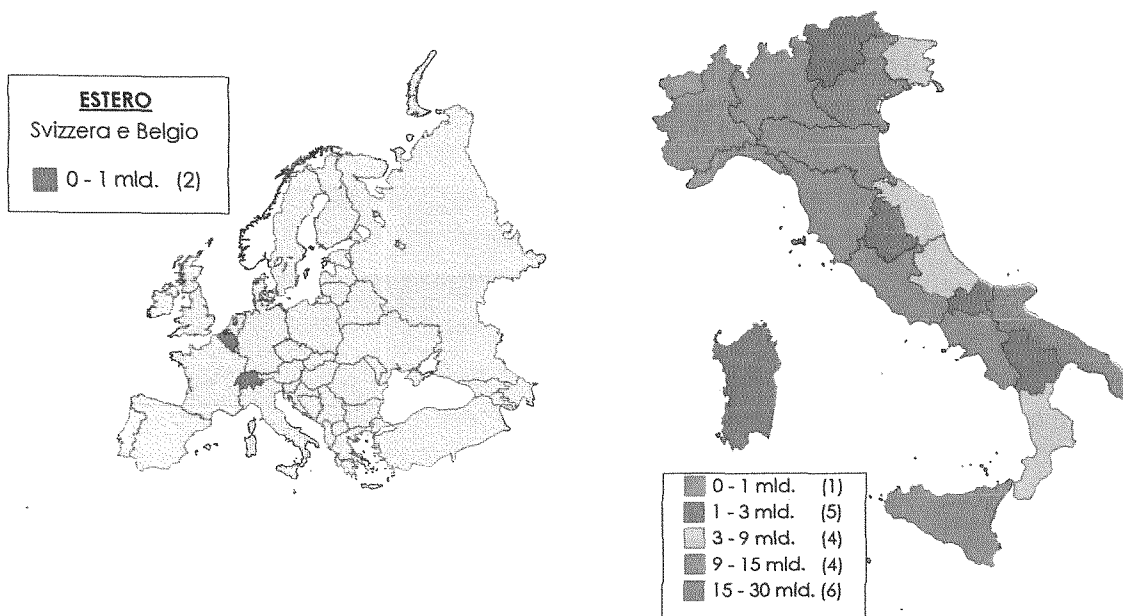 ESTERO
Svizzera e Belgio
0 - 1 mld. (2)
0 - 1 mld. (1)
1 - 3 mld. (5)
3 - 9 mld. (4)
9 - 15 mld. (4)
15 - 30 mld. (6)